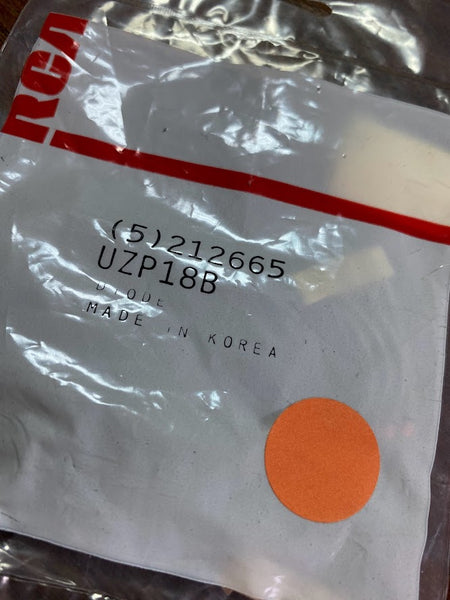 RCA
(5)212665
UZP18B
DIODE
MADE IN KOREA